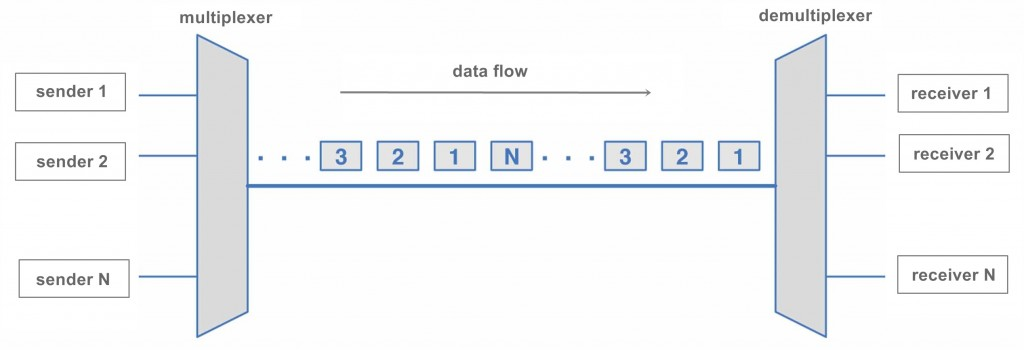 multiplexer
demultiplexer
data flow
sender 1
receiver 1
sender 2
. . . 3 2 1 N . . . 3 2 1
receiver 2
sender N
receiver N